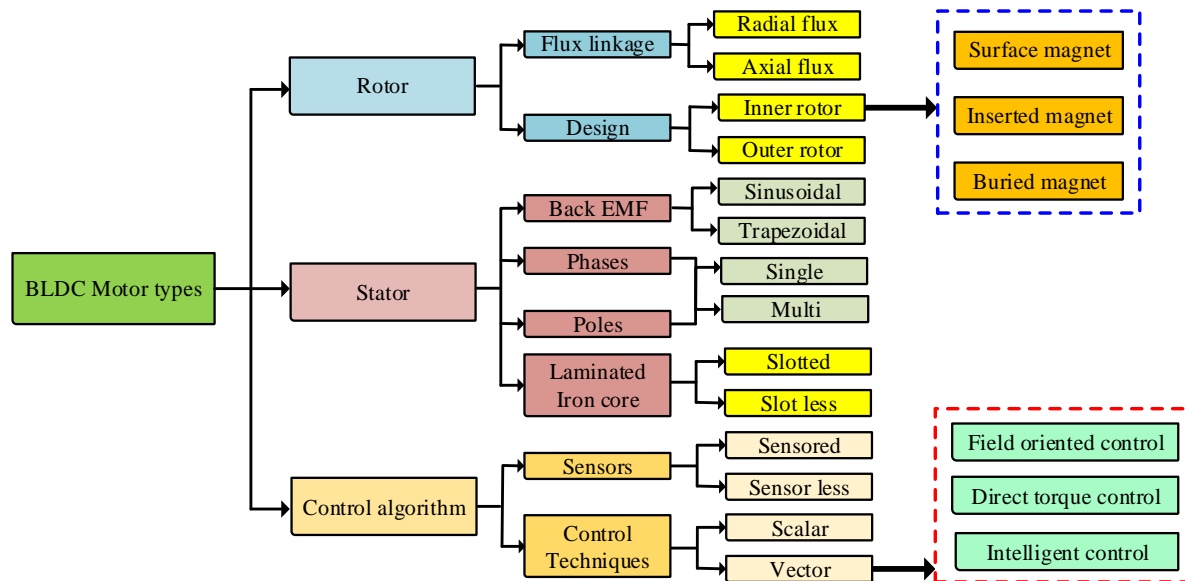 BLDC Motor types
Rotor
Flux linkage
Radial flux
Axial flux
Design
Inner rotor
Outer rotor
Surface magnet
Inserted magnet
Buried magnet
Stator
Back EMF
Sinusoidal
Trapezoidal
Phases
Poles
Single
Multi
Laminated
Iron core
Slotted
Slot less
Control algorithm
Sensors
Sensored
Sensor less
Control
Techniques
Scalar
Vector
Field oriented control
Direct torque control
Intelligent control